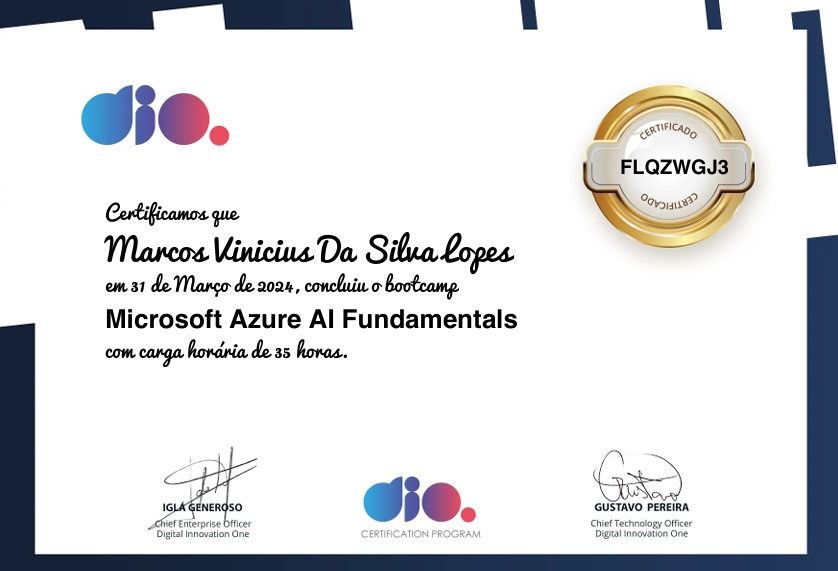 dio.
CERTIFICADO
FLQZWGJ3
CERTIFICADO
Certificamos que
Marcos Vinicius Da Silva Lopes
em 31 de Março de 2024, concluiu o bootcamp
Microsoft Azure AI Fundamentals
com carga horária de 35 horas.
IGLÁ GENEROSO
Chief Enterprise Officer
Digital Innovation One
dio.
CERTIFICATION PROGRAM
Gustavo
GUSTAVO PEREIRA
Chief Technology Officer
Digital Innovation One